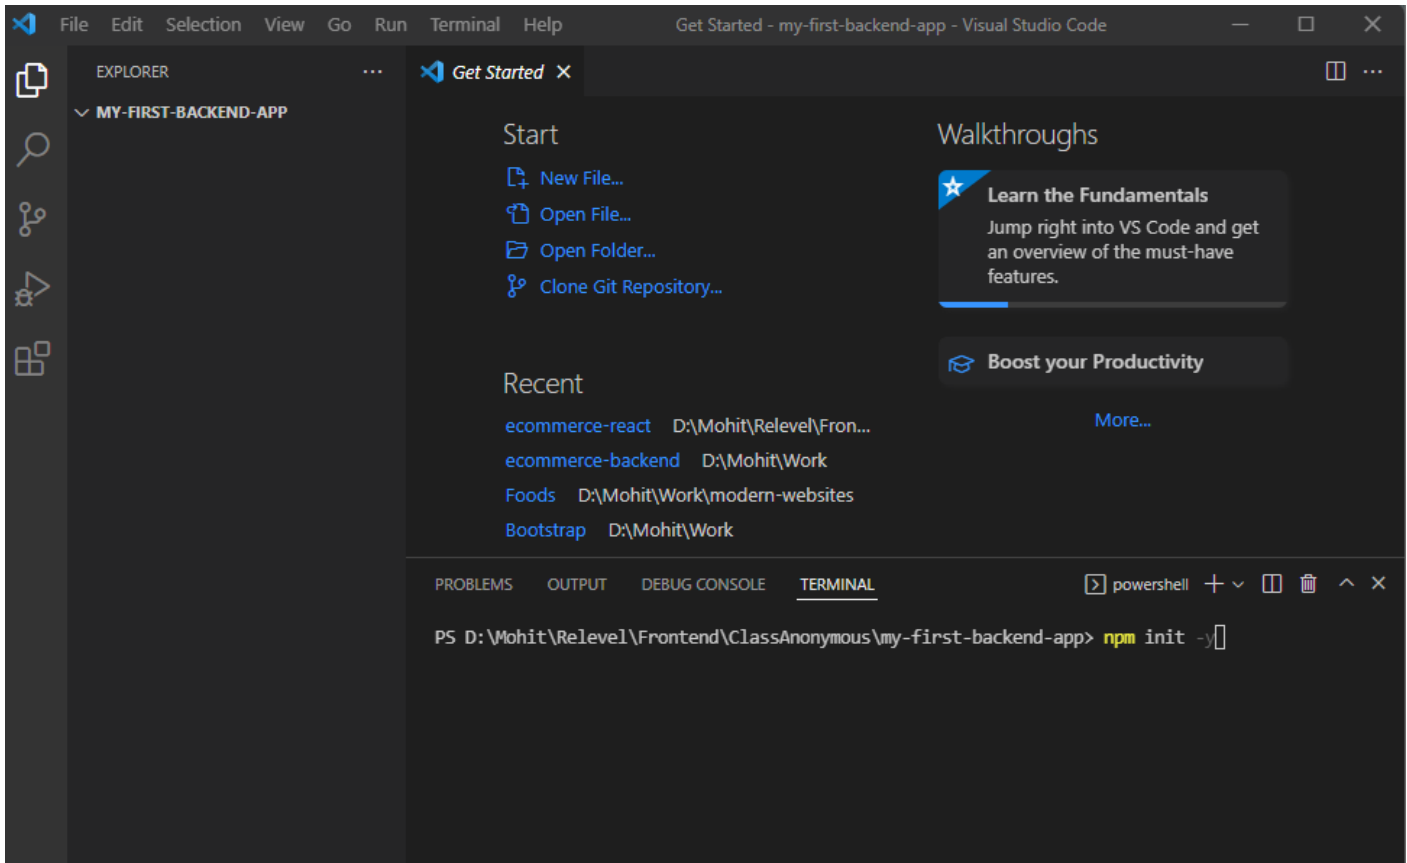 File Edit Selection View Go Run Terminal Help Get Started - my-first-backend-app - Visual Studio Code
EXPLORER
MY-FIRST-BACKEND-APP
Get Started
Start
New File...
Open File...
Open Folder...
Clone Git Repository...
Recent
ecommerce-react D:\Mohit\Relevel\Fron...
ecommerce-backend D:\Mohit\Work
Foods D:\Mohit\Work\modern-websites
Bootstrap D:\Mohit\Work
Walkthroughs
Learn the Fundamentals
Jump right into VS Code and get
an overview of the must-have
features.
Boost your Productivity
More...
PROBLEMS OUTPUT DEBUG CONSOLE TERMINAL powershell
PS D:\Mohit\Relevel\Frontend\ClassAnonymous\my-first-backend-app> npm init -y